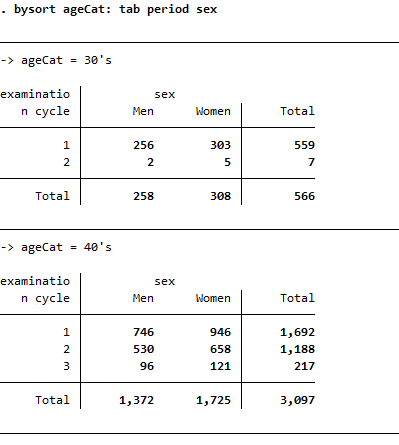 . bysort ageCat: tab period sex
-> ageCat = 30's
examinatio sex
n cycle Men Women Total
1 256 303 559
2 2 5 7
Total 258 308 566
-> ageCat = 40's
examinatio sex
n cycle Men Women Total
1 746 946 1,692
2 530 658 1,188
3 96 121 217
Total 1,372 1,725 3,097